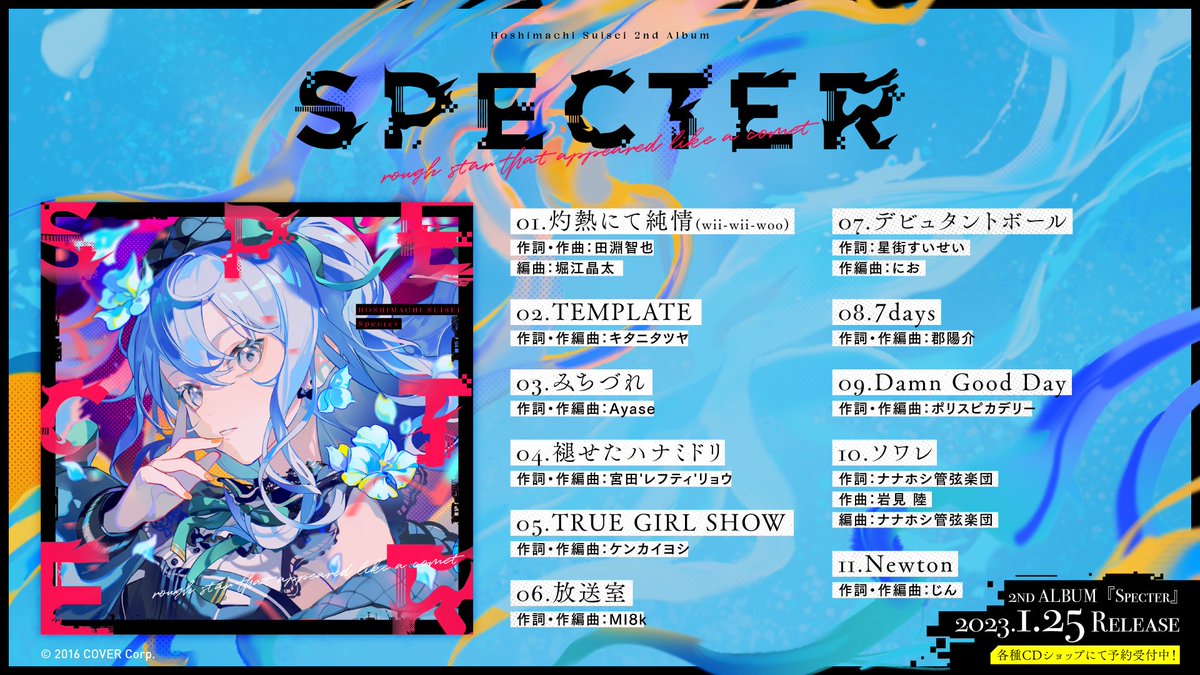 Hoshimachi Suisei 2nd Album
SPECTER
rough star that appeared like a comet
SPE
HOSHIMACHI SUISEI
Specter
CT
ER
rough star that appeared like a comet
© 2016 COVER Corp.
01.灼熱にて純情(wii-wii-woo)
作詞・作曲：田淵智也
編曲：堀江晶太
02.TEMPLATE
作詞・作編曲：キタニタツヤ
03.みちづれ
作詞・作編曲：Ayase
04.褪せたハナミドリ
作詞・作編曲：宮田'レフティ'リョウ
05.TRUE GIRL SHOW
作詞・作編曲：ケンカイヨシ
06.放送室
作詞・作編曲：MI8k
07.デビュタントボール
作詞：星街すいせい
作編曲：にお
08.7days
作詞・作編曲：郡陽介
09.Damn Good Day
作詞・作編曲：ポリスピカデリー
10.ソワレ
作詞：ナナホシ管弦楽団
作曲：岩見 陸
編曲：ナナホシ管弦楽団
11.Newton
作詞・作編曲：じん
2ND ALBUM『SPECTER』
2023.1.25 RELEASE
各種CDショップにて予約受付中！